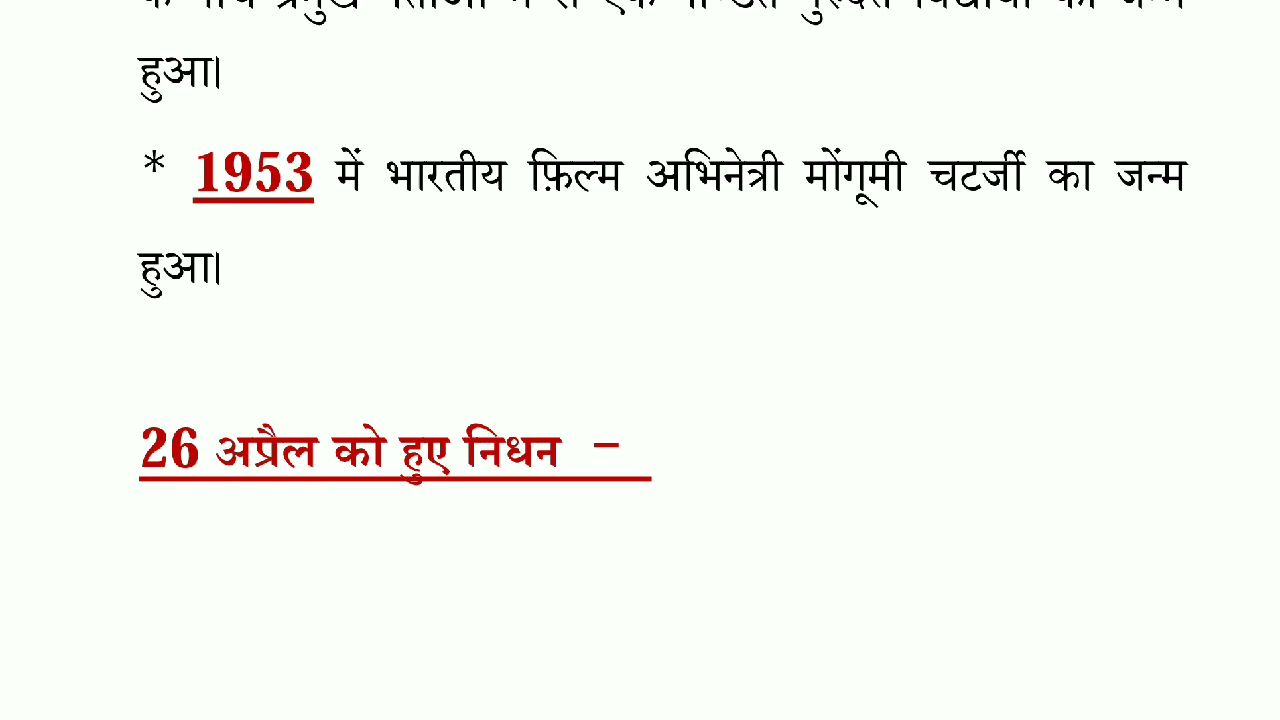 हुआ।
* 1953 में भारतीय फ़िल्म अभिनेत्री मोंगूमी चटर्जी का जन्म
हुआ।
26 अप्रैल को हुए निधन –